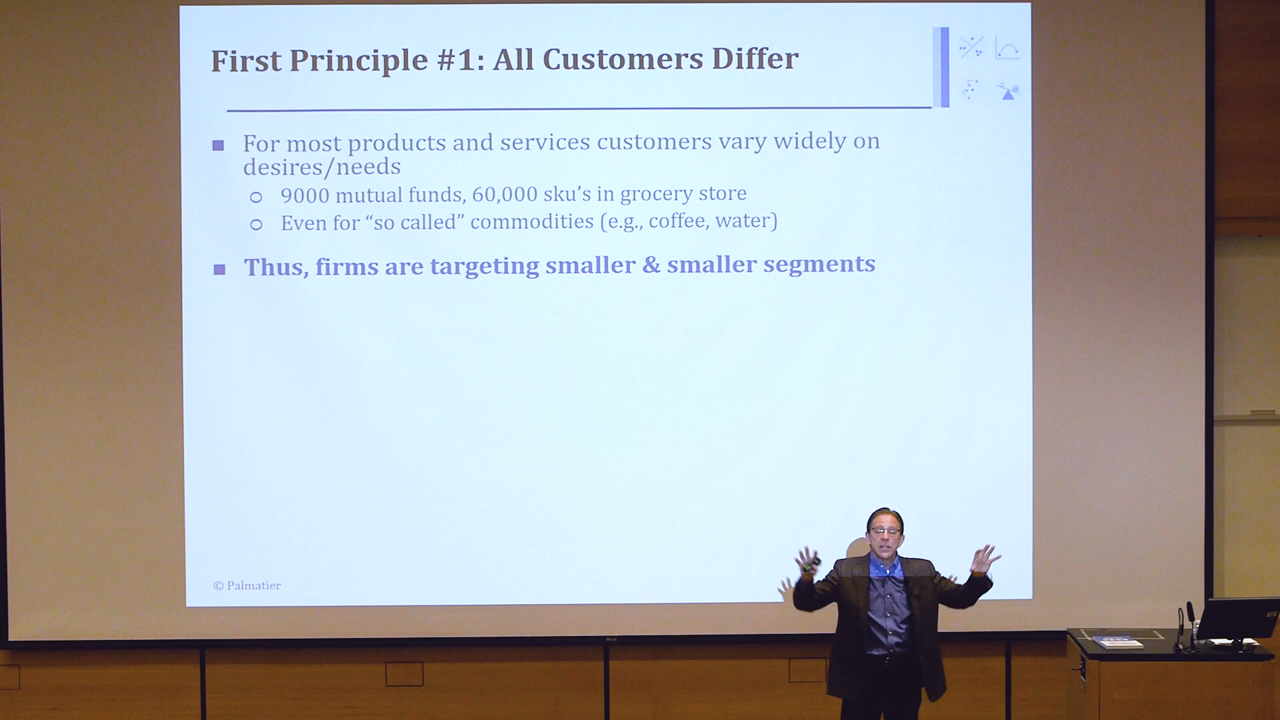 First Principle #1: All Customers Differ
■ For most products and services customers vary widely on
desires/needs
○ 9000 mutual funds, 60,000 sku's in grocery store
○ Even for “so called” commodities (e.g., coffee, water)
■ Thus, firms are targeting smaller & smaller segments
© Palmatier